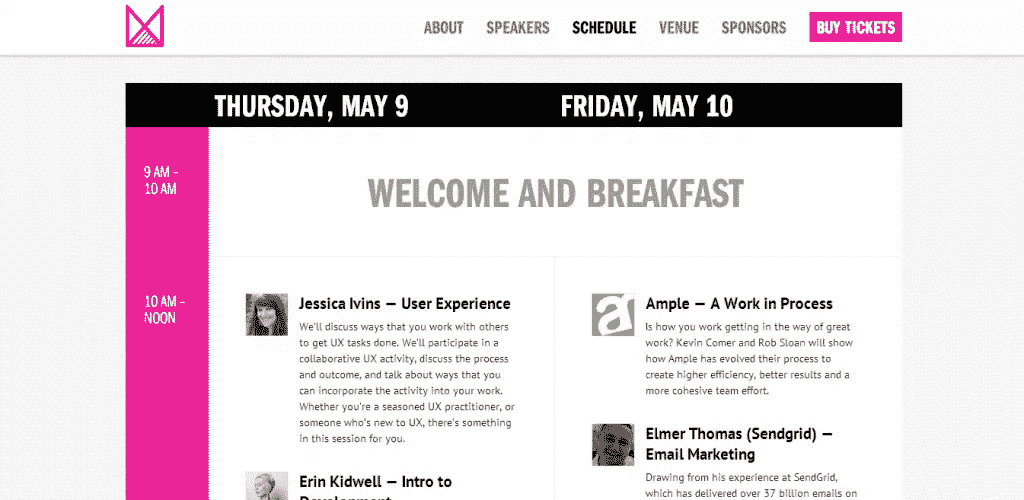 ABOUT SPEAKERS SCHEDULE VENUE SPONSORS BUY TICKETS
THURSDAY, MAY 9 FRIDAY, MAY 10
9 AM –
10 AM
WELCOME AND BREAKFAST
10 AM –
NOON
Jessica Ivins — User Experience
We'll discuss ways that you work with others
to get UX tasks done. We'll participate in a
collaborative UX activity, discuss the process
and outcome, and talk about ways that you
can incorporate the activity into your work.
Whether you're a seasoned UX practitioner, or
someone who's new to UX, there's something
in this session for you.
Erin Kidwell — Intro to
Development
a
Ample — A Work in Process
Is how you work getting in the way of great
work? Kevin Comer and Rob Sloan will show
how Ample has evolved their process to
create higher efficiency, better results and a
more cohesive team effort.
Elmer Thomas (Sendgrid) —
Email Marketing
Drawing from his experience at SendGrid,
which has delivered over 37 billion emails on